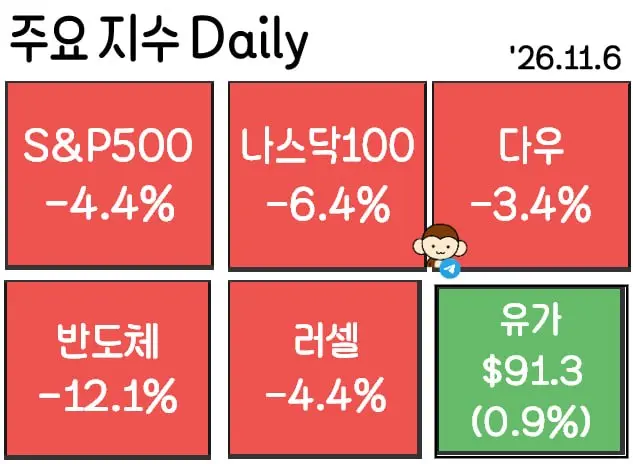 주요 지수 Daily
'26.11.6
S&P500
-4.4%
나스닥100
-6.4%
다우
-3.4%
반도체
-12.1%
러셀
-4.4%
유가
$91.3
(0.9%)